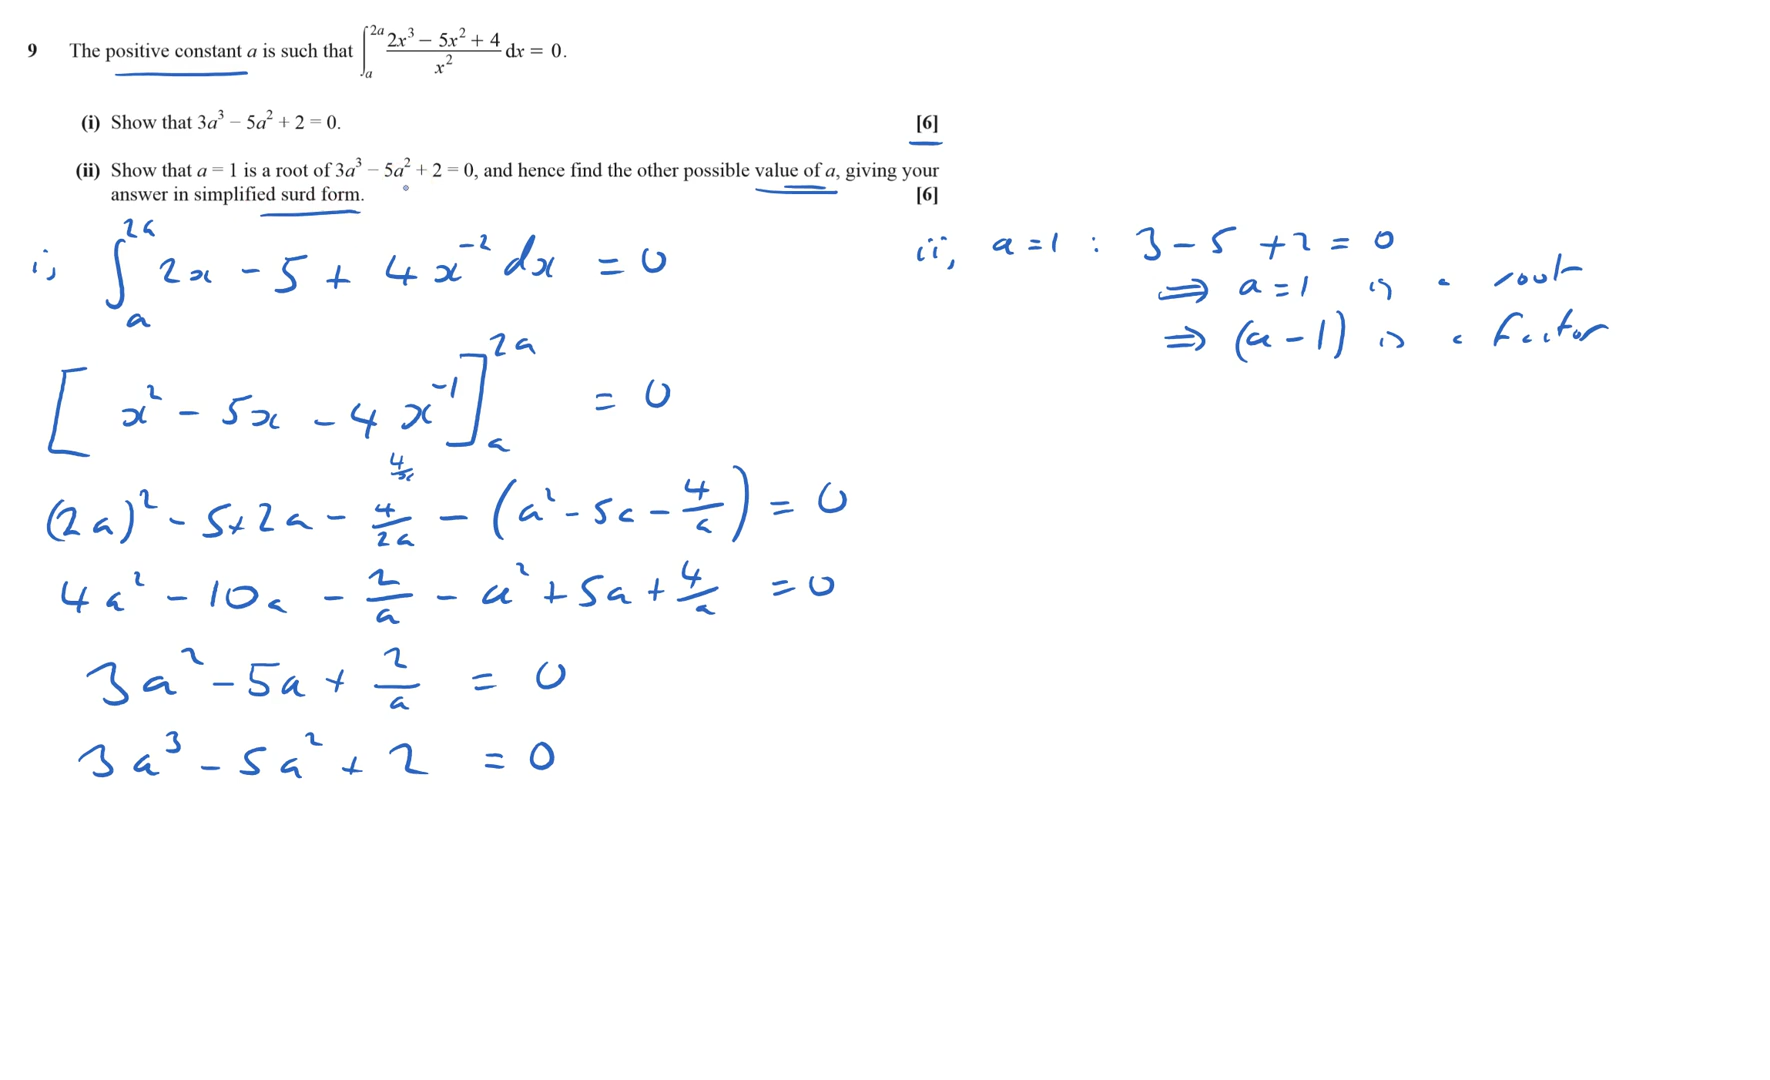 9 The positive constant a is such that ∫_a^{2a} (2x³ − 5x² + 4)/x² dx = 0.
(i) Show that 3a³ − 5a² + 2 = 0. [6]
(ii) Show that a = 1 is a root of 3a³ − 5a² + 2 = 0, and hence find the other possible value of a, giving your
answer in simplified surd form. [6]
i, ∫_a^{2a} 2x − 5 + 4x⁻² dx = 0
[x² − 5x − 4x⁻¹]_a^{2a} = 0
4/x
(2a)² − 5×2a − 4/2a − (a² − 5a − 4/a) = 0
4a² − 10a − 2/a − a² + 5a + 4/a = 0
3a² − 5a + 2/a = 0
3a³ − 5a² + 2 = 0
ii, a = 1 : 3 − 5 + 2 = 0
⇒ a = 1 is a root
⇒ (a − 1) is a factor